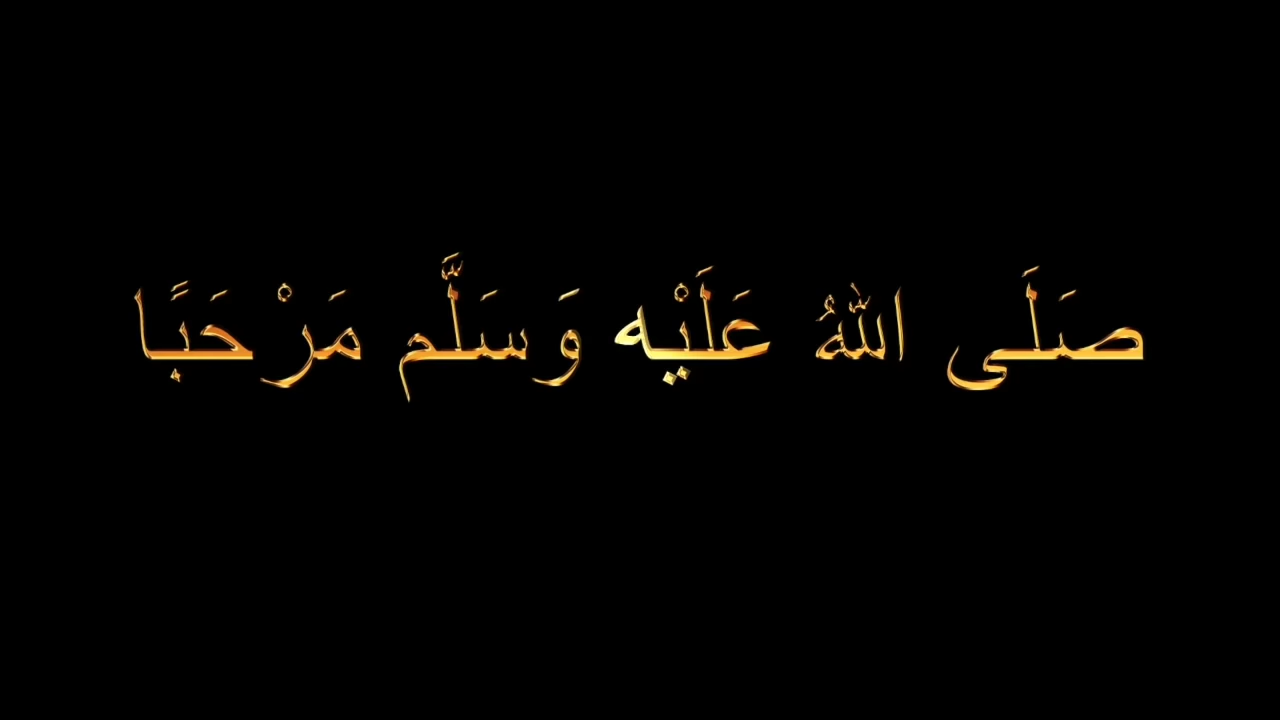 صَلَى اللهُ عَلَيْه وَسَلَّم مَرْحَبًا